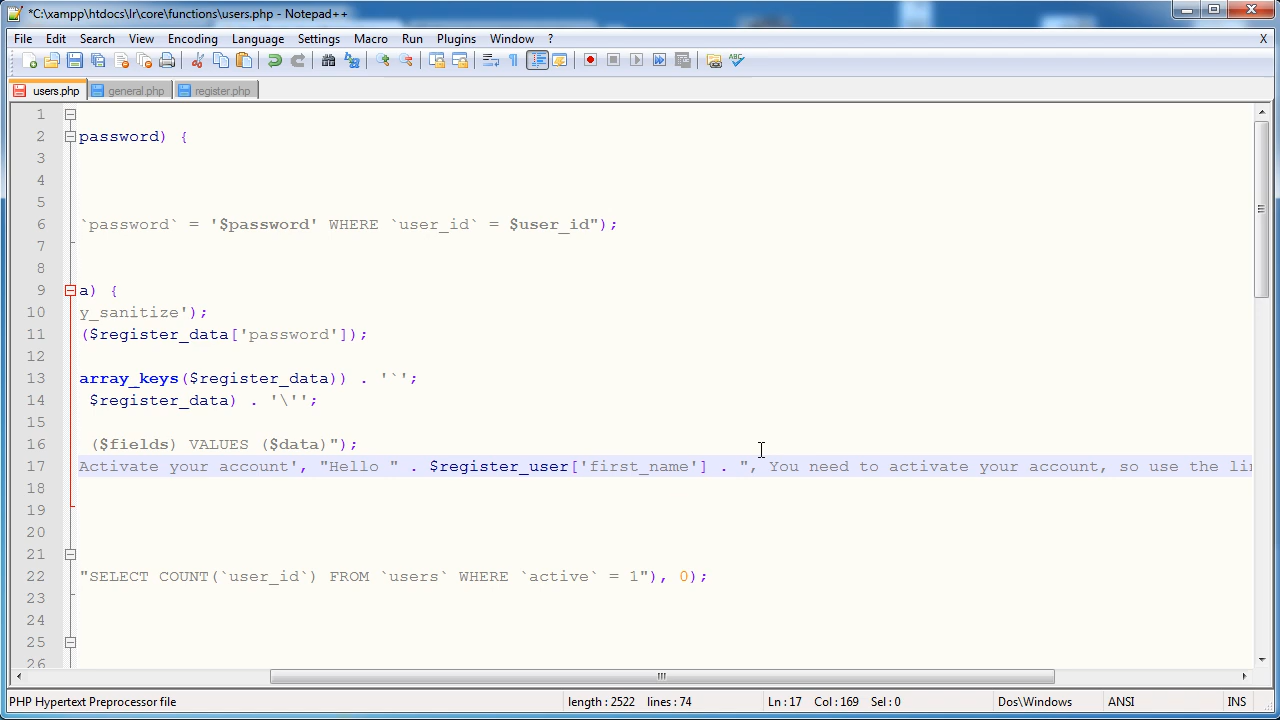 *C:\xampp\htdocs\lr\core\functions\users.php - Notepad++
File Edit Search View Encoding Language Settings Macro Run Plugins Window ? X
users.php general.php register.php
1
2 password) {
3
4
5
6 `password` = '$password' WHERE `user_id` = $user_id");
7
8
9 a) {
10 y_sanitize');
11 ($register_data['password']);
12
13 array_keys($register_data)) . '`';
14 $register_data) . '\'';
15
16 ($fields) VALUES ($data)");
17 Activate your account', "Hello " . $register_user['first_name'] . ", You need to activate your account, so use the li
18
19
20
21
22 "SELECT COUNT(`user_id`) FROM `users` WHERE `active` = 1"), 0);
23
24
25
26
PHP Hypertext Preprocessor file length : 2522 lines : 74 Ln : 17 Col : 169 Sel : 0 Dos\Windows ANSI INS